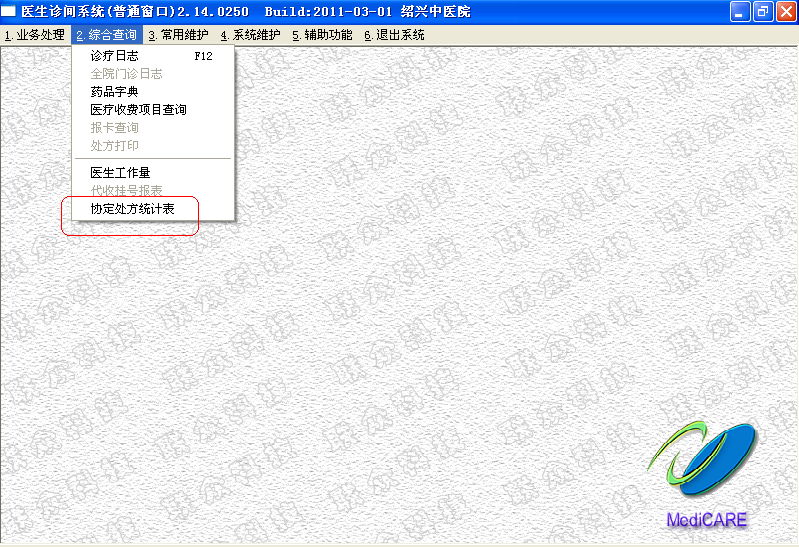 医生诊间系统(普通窗口)2.14.0250 Build:2011-03-01 绍兴中医院
1.业务处理 2.综合查询 3.常用维护 4.系统维护 5.辅助功能 6.退出系统
诊疗日志 F12
全院门诊日志
药品字典
医疗收费项目查询
报卡查询
处方打印
医生工作量
代收挂号报表
协定处方统计表
联众科技
MediCARE